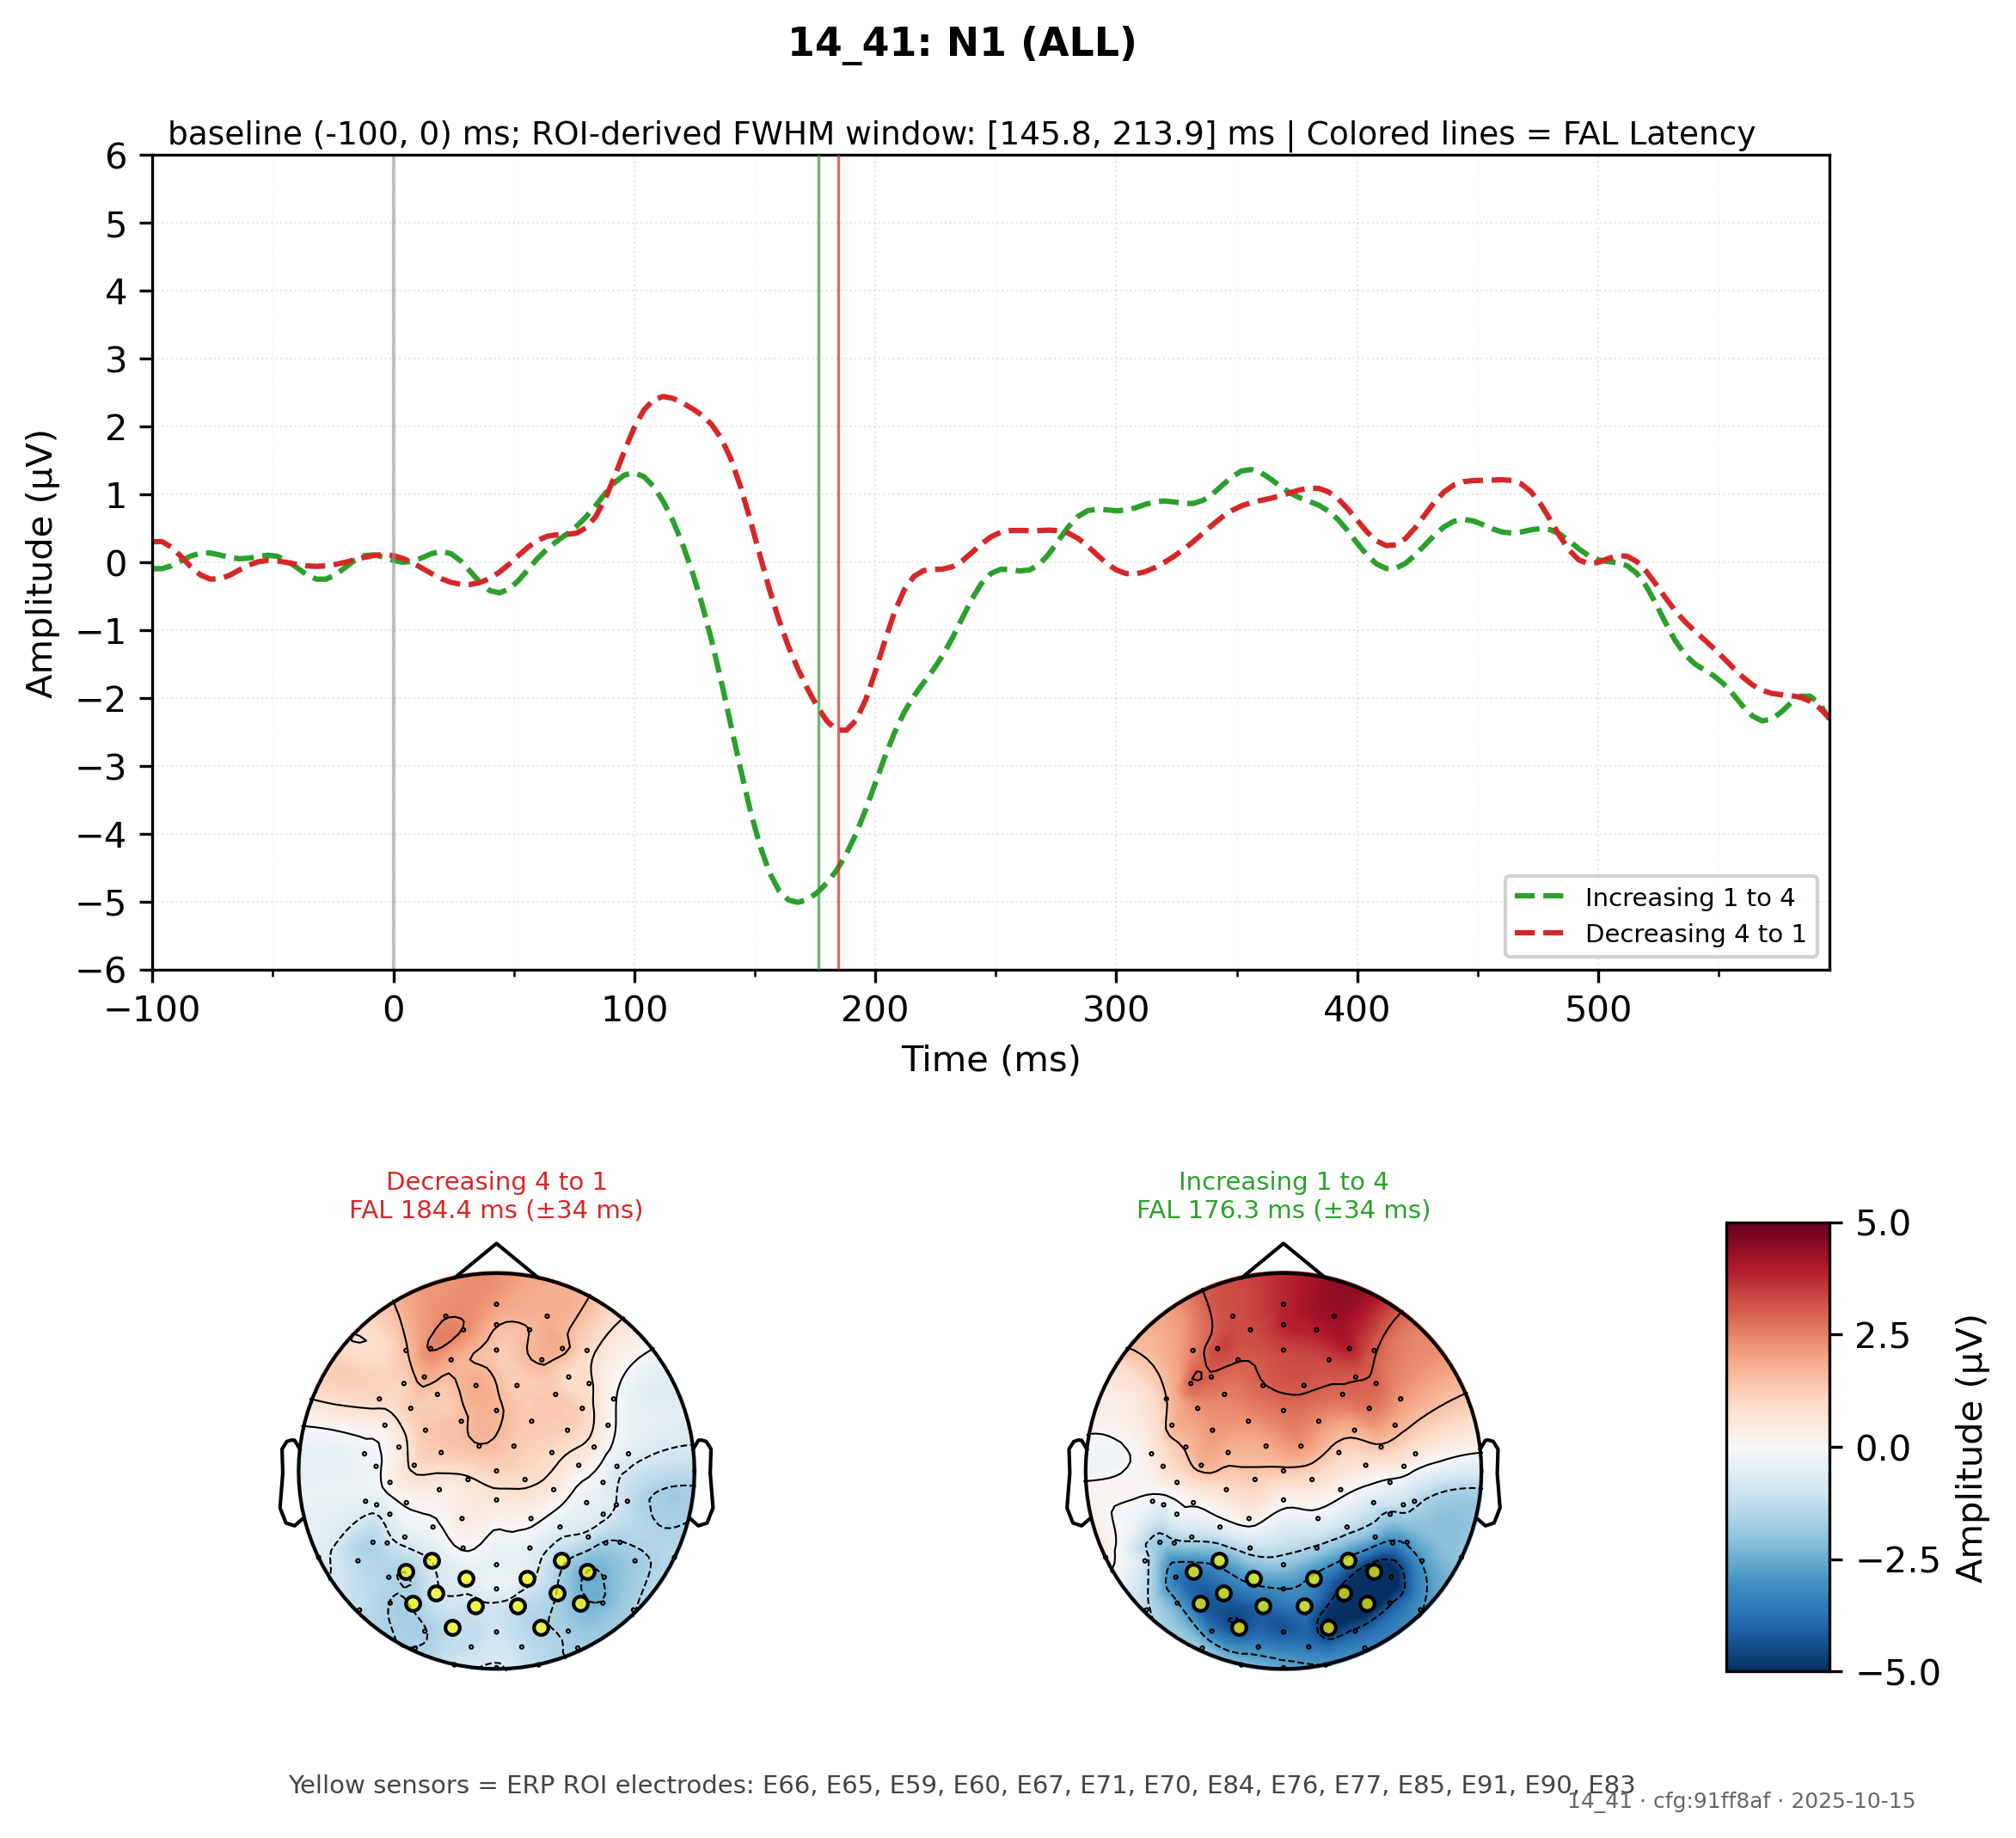 14_41: N1 (ALL)
baseline (-100, 0) ms; ROI-derived FWHM window: [145.8, 213.9] ms | Colored lines = FAL Latency
6
5
4
3
2
1
0
−1
−2
−3
−4
−5
−6
Amplitude (µV)
Increasing 1 to 4
Decreasing 4 to 1
−100
0
100
200
300
400
500
Time (ms)
Decreasing 4 to 1
FAL 184.4 ms (±34 ms)
Increasing 1 to 4
FAL 176.3 ms (±34 ms)
5.0
2.5
0.0
−2.5
−5.0
Amplitude (µV)
Yellow sensors = ERP ROI electrodes: E66, E65, E59, E60, E67, E71, E70, E84, E76, E77, E85, E91, E90, E83
14_41 · cfg:91ff8af · 2025-10-15